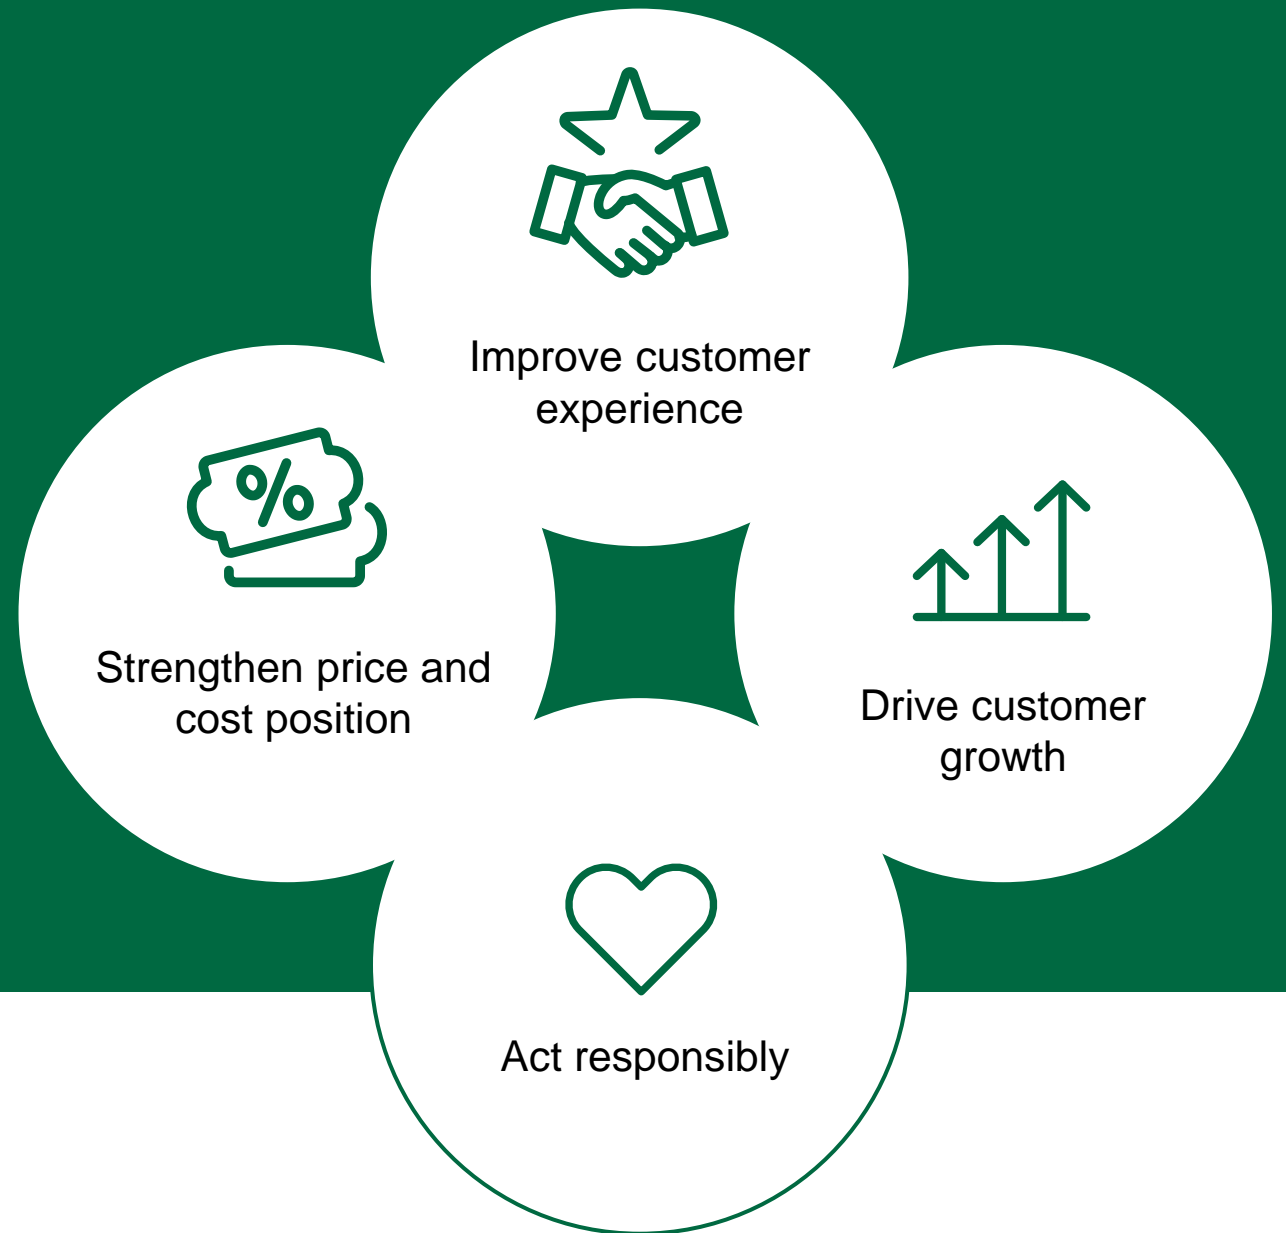 Improve customer
experience
Strengthen price and
cost position
Drive customer
growth
Act responsibly